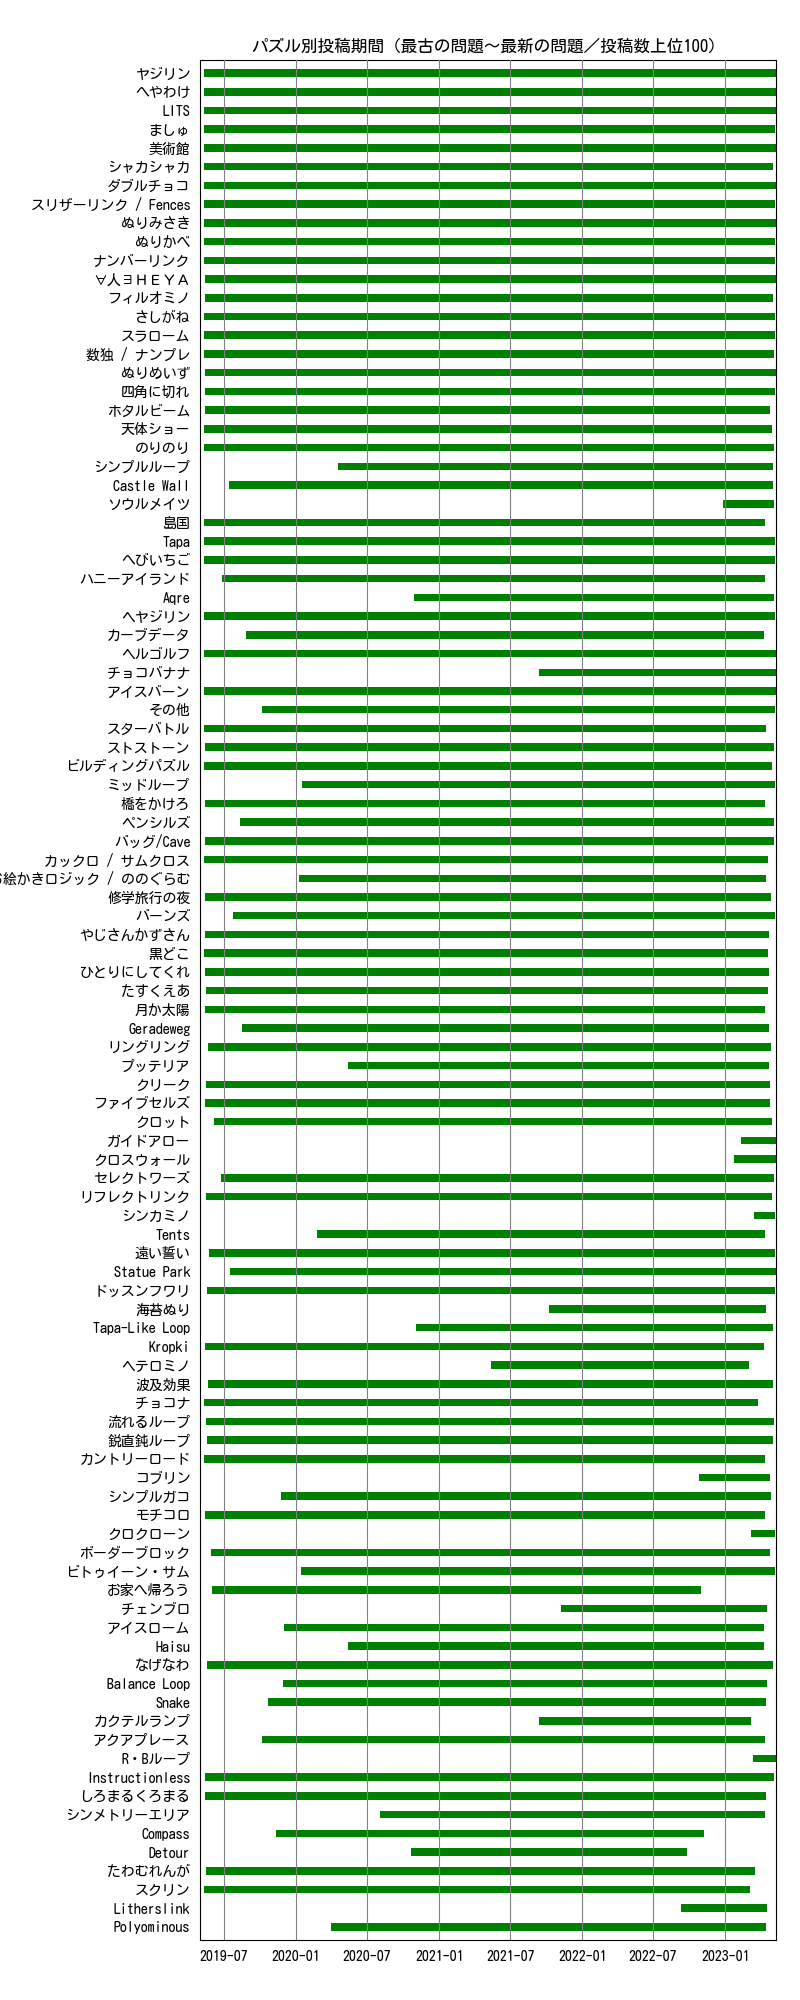 パズル別投稿期間（最古の問題～最新の問題／投稿数上位100）
ヤジリン
へやわけ
LITS
ましゅ
美術館
シャカシャカ
ダブルチョコ
スリザーリンク / Fences
ぬりみさき
ぬりかべ
ナンバーリンク
∀人∃ＨＥＹＡ
フィルオミノ
さしがね
スラローム
数独 / ナンプレ
ぬりめいず
四角に切れ
ホタルビーム
天体ショー
のりのり
シンプルループ
Castle Wall
ソウルメイツ
島国
Tapa
へびいちご
ハニーアイランド
Aqre
ヘヤジリン
カーブデータ
ヘルゴルフ
チョコバナナ
アイスバーン
その他
スターバトル
ストストーン
ビルディングパズル
ミッドループ
橋をかけろ
ペンシルズ
バッグ/Cave
カックロ / サムクロス
絵かきロジック / ののぐらむ
修学旅行の夜
バーンズ
やじさんかずさん
黒どこ
ひとりにしてくれ
たすくえあ
月か太陽
Geradeweg
リングリング
プッテリア
クリーク
ファイブセルズ
クロット
ガイドアロー
クロスウォール
セレクトワーズ
リフレクトリンク
シンカミノ
Tents
遠い誓い
Statue Park
ドッスンフワリ
海苔ぬり
Tapa-Like Loop
Kropki
ヘテロミノ
波及効果
チョコナ
流れるループ
鋭直鈍ループ
カントリーロード
コブリン
シンプルガコ
モチコロ
クロクローン
ボーダーブロック
ビトゥイーン・サム
お家へ帰ろう
チェンブロ
アイスローム
Haisu
なげなわ
Balance Loop
Snake
カクテルランプ
アクアプレース
R・Bループ
Instructionless
しろまるくろまる
シンメトリーエリア
Compass
Detour
たわむれんが
スクリン
Litherslink
Polyominous
2019-07 2020-01 2020-07 2021-01 2021-07 2022-01 2022-07 2023-01